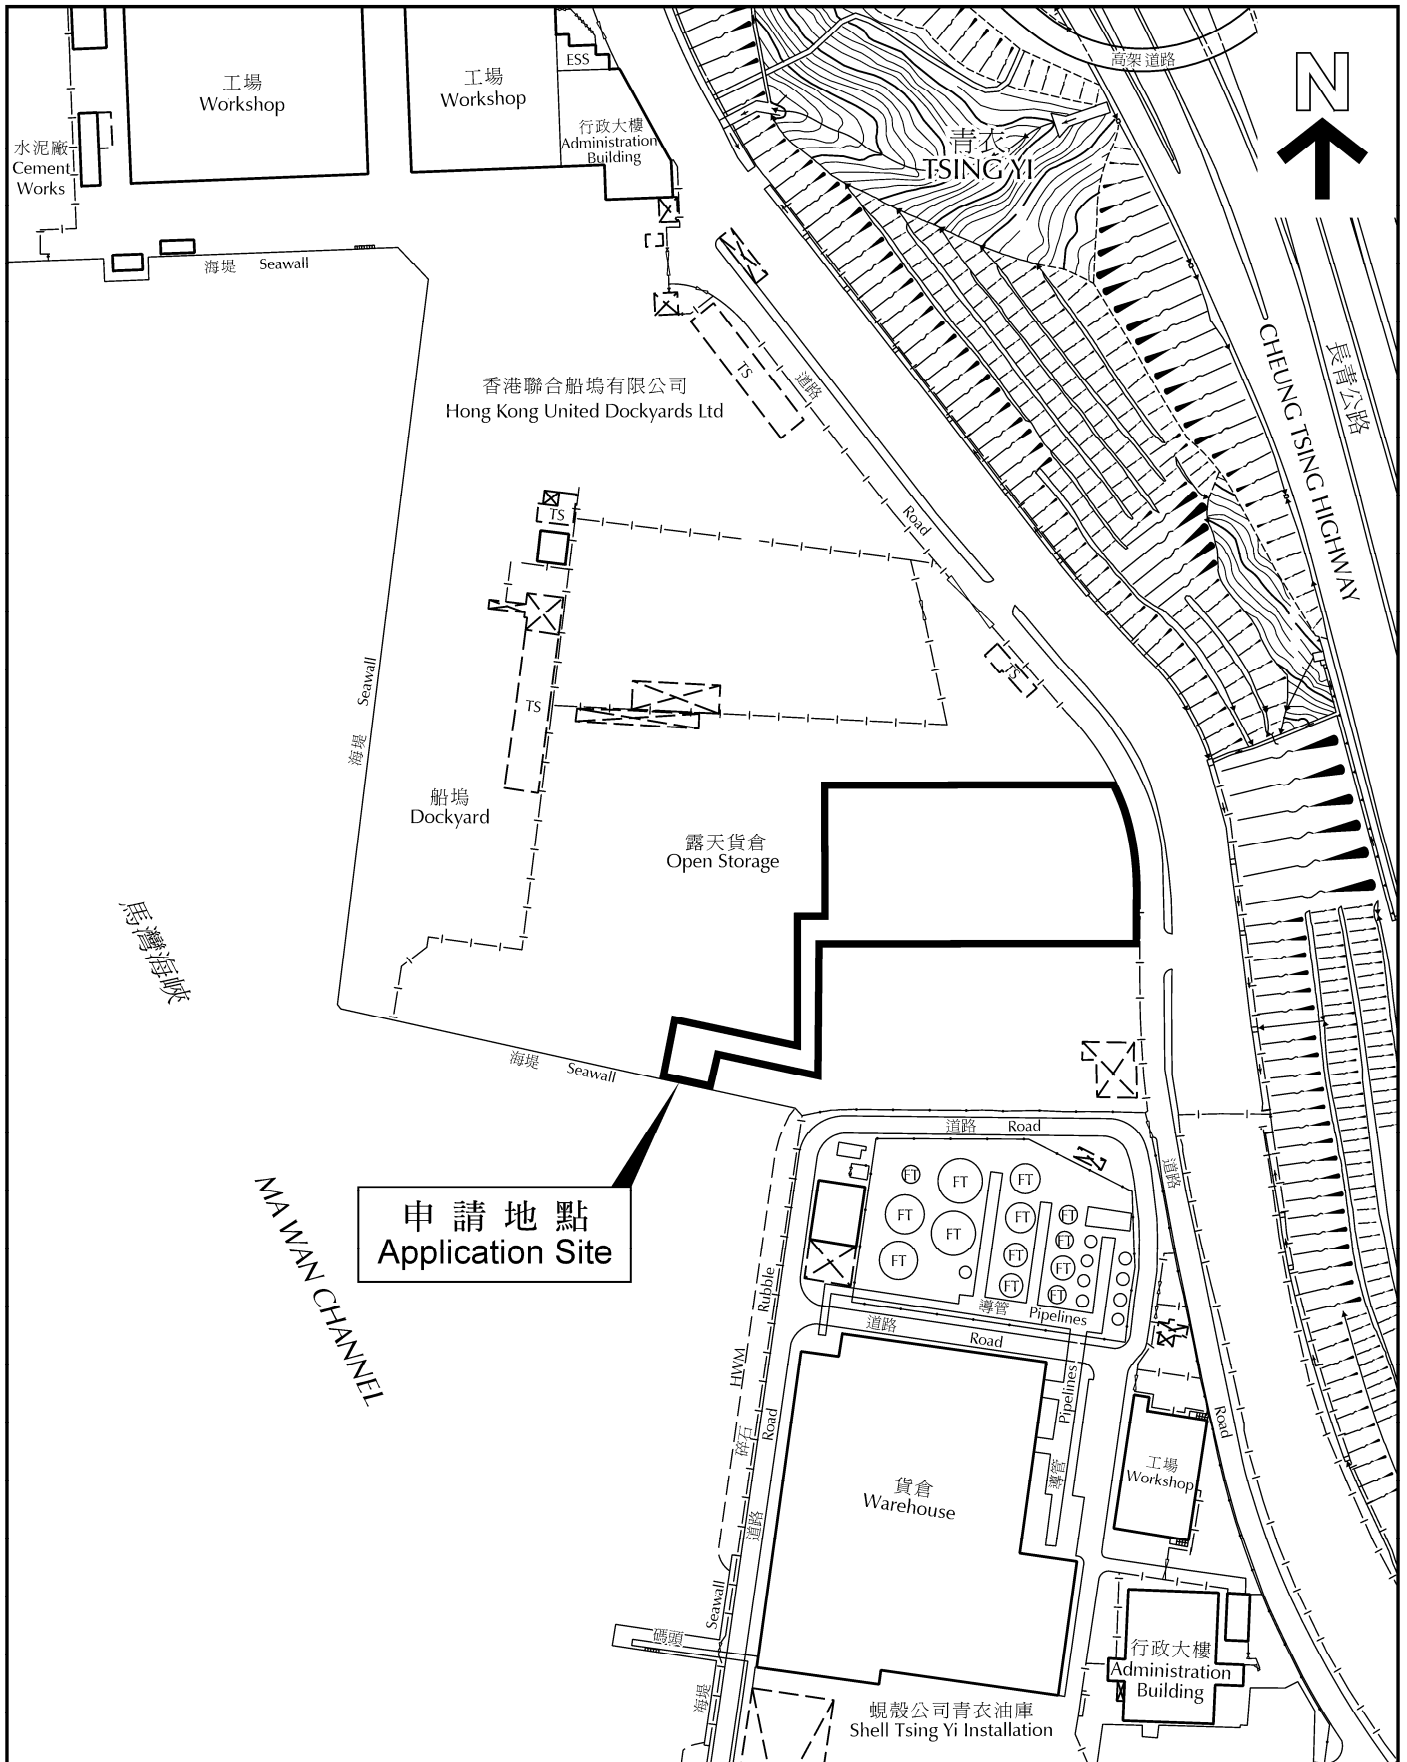 工場
Workshop
工場
Workshop
ESS
行政大樓
Administration
Building
水泥廠
Cement
Works
高架道路
N
青衣
TSING YI
海堤 Seawall
CHEUNG TSING HIGHWAY
長青公路
TS
道路
香港聯合船塢有限公司
Hong Kong United Dockyards Ltd
Road
TS
TS
TS
海堤 Seawall
船塢
Dockyard
露天貨倉
Open Storage
馬灣海峽
海堤 Seawall
申請地點
Application Site
MA WAN CHANNEL
道路 Road
道路
FT
FT
FT
FT
FT
FT
FT
FT
FT
FT
FT
FT
FT
FT
導管 Pipelines
道路 Road
Rubble
HWM
碎石
Road
道路
導管 Pipelines
Road
貨倉
Warehouse
工場
Workshop
Seawall
海堤
碼頭
行政大樓
Administration
Building
蜆殼公司青衣油庫
Shell Tsing Yi Installation